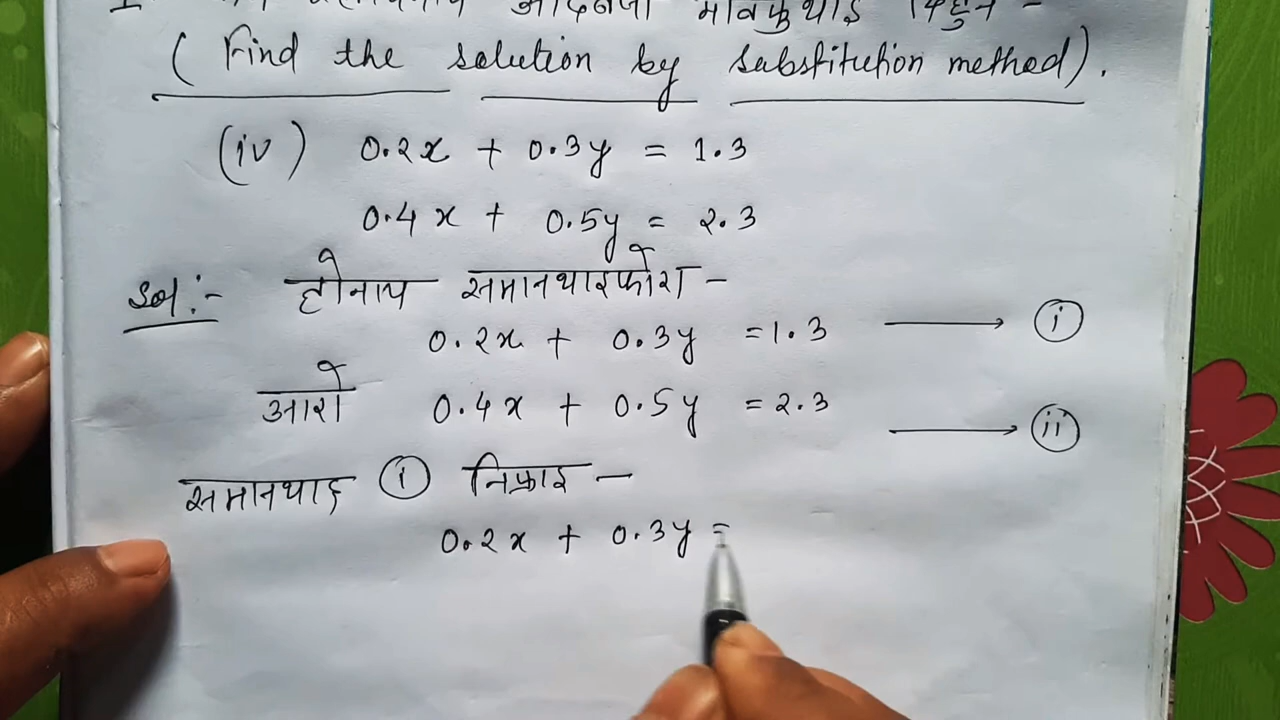 ( Find the solution by substitution method).
(iv) 0.2x + 0.3y = 1.3
0.4x + 0.5y = 2.3
Sol:- होनाय समानथाइफोरा -
0.2x + 0.3y = 1.3 → (i)
आरो 0.4x + 0.5y = 2.3 → (ii)
समानथाइ (i) निफ्राइ -
0.2x + 0.3y =